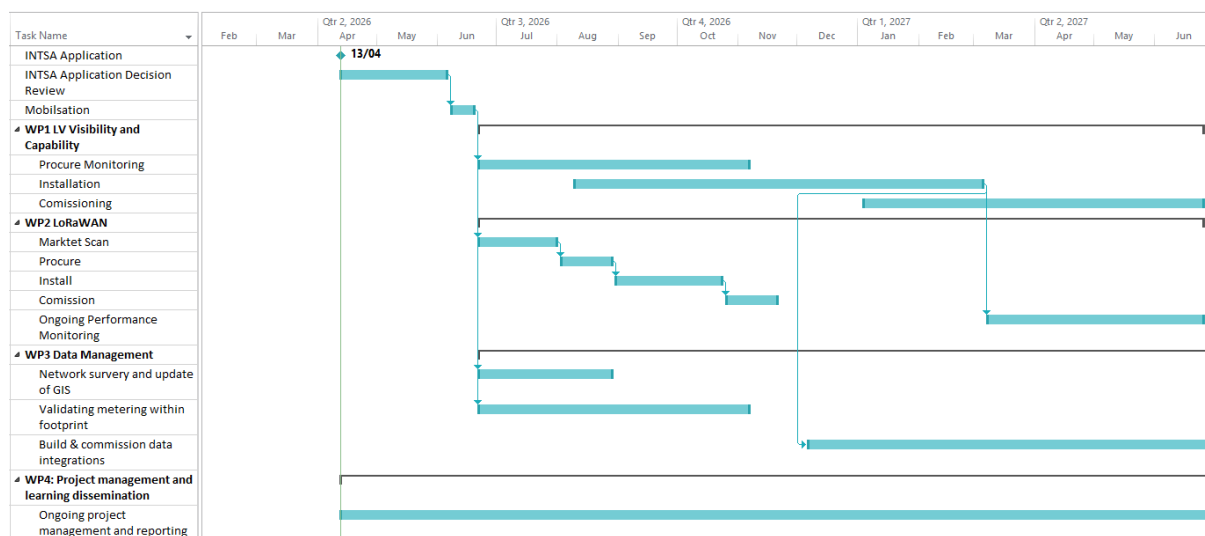 Qtr 2, 2026 Qtr 3, 2026 Qtr 4, 2026 Qtr 1, 2027 Qtr 2, 2027
Task Name Feb Mar Apr May Jun Jul Aug Sep Oct Nov Dec Jan Feb Mar Apr May Jun
INTSA Application 13/04
INTSA Application Decision
Review
Mobilsation
WP1 LV Visibility and
Capability
Procure Monitoring
Installation
Comissioning
WP2 LoRaWAN
Marktet Scan
Procure
Install
Comission
Ongoing Performance
Monitoring
WP3 Data Management
Network survery and update
of GIS
Validating metering within
footprint
Build & commission data
integrations
WP4: Project management and
learning dissemination
Ongoing project
management and reporting